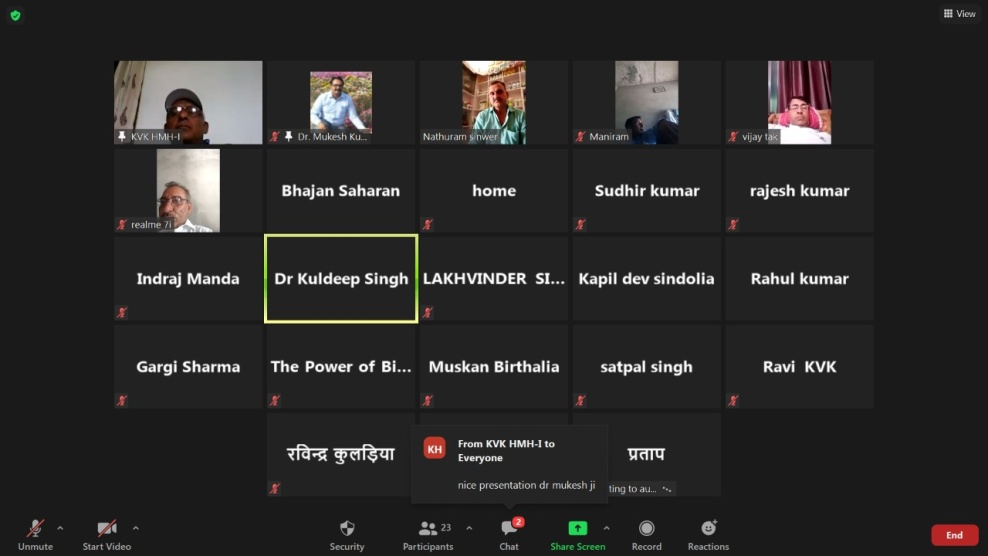 View
KVK HMH-I
Dr. Mukesh Ku...
Nathuram sinwer
Maniram
vijay tak
realme 7i
Bhajan Saharan
home
Sudhir kumar
rajesh kumar
Indraj Manda
Dr Kuldeep Singh
LAKHVINDER SI...
Kapil dev sindolia
Rahul kumar
Gargi Sharma
The Power of Bi...
Muskan Birthalia
satpal singh
Ravi KVK
रविन्द्र कुलड़िया
KH
From KVK HMH-I to
Everyone
nice presentation dr mukesh ji
प्रताप
ting to au...
Unmute
Start Video
Security
23
Participants
2
Chat
Share Screen
Record
Reactions
End